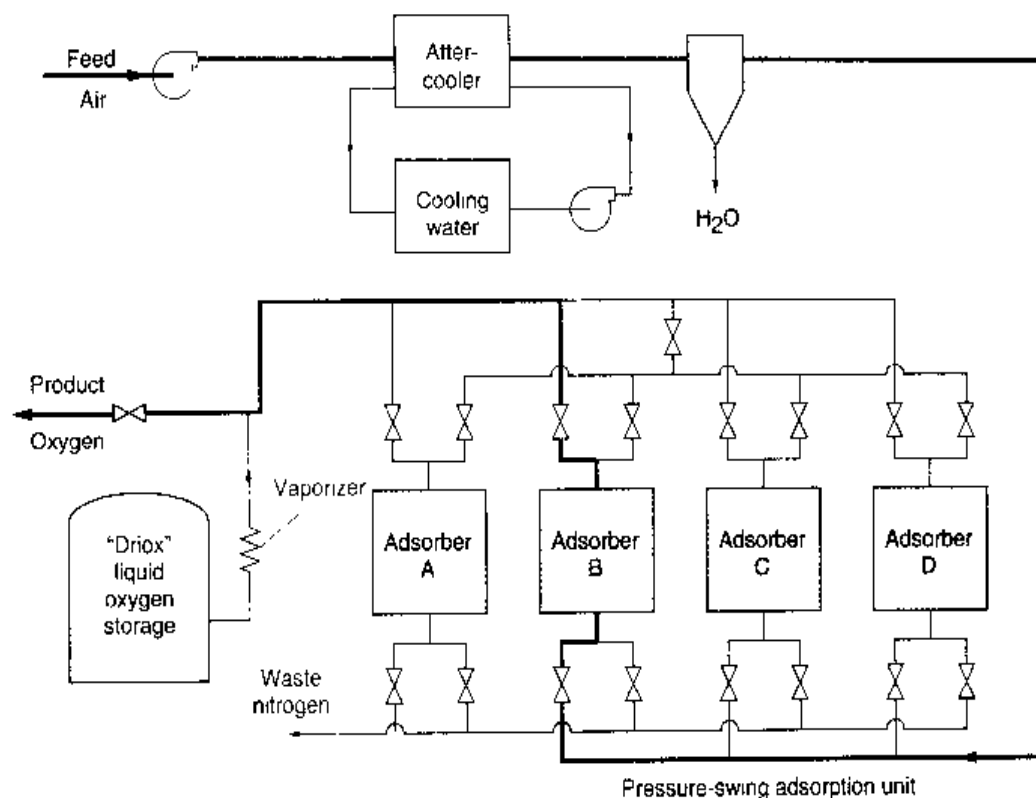 Feed
Air
After-
cooler
Cooling
water
H2O
Product
Oxygen
Vaporizer
"Driox"
liquid
oxygen
storage
Adsorber
A
Adsorber
B
Adsorber
C
Adsorber
D
Waste
nitrogen
Pressure-swing adsorption unit